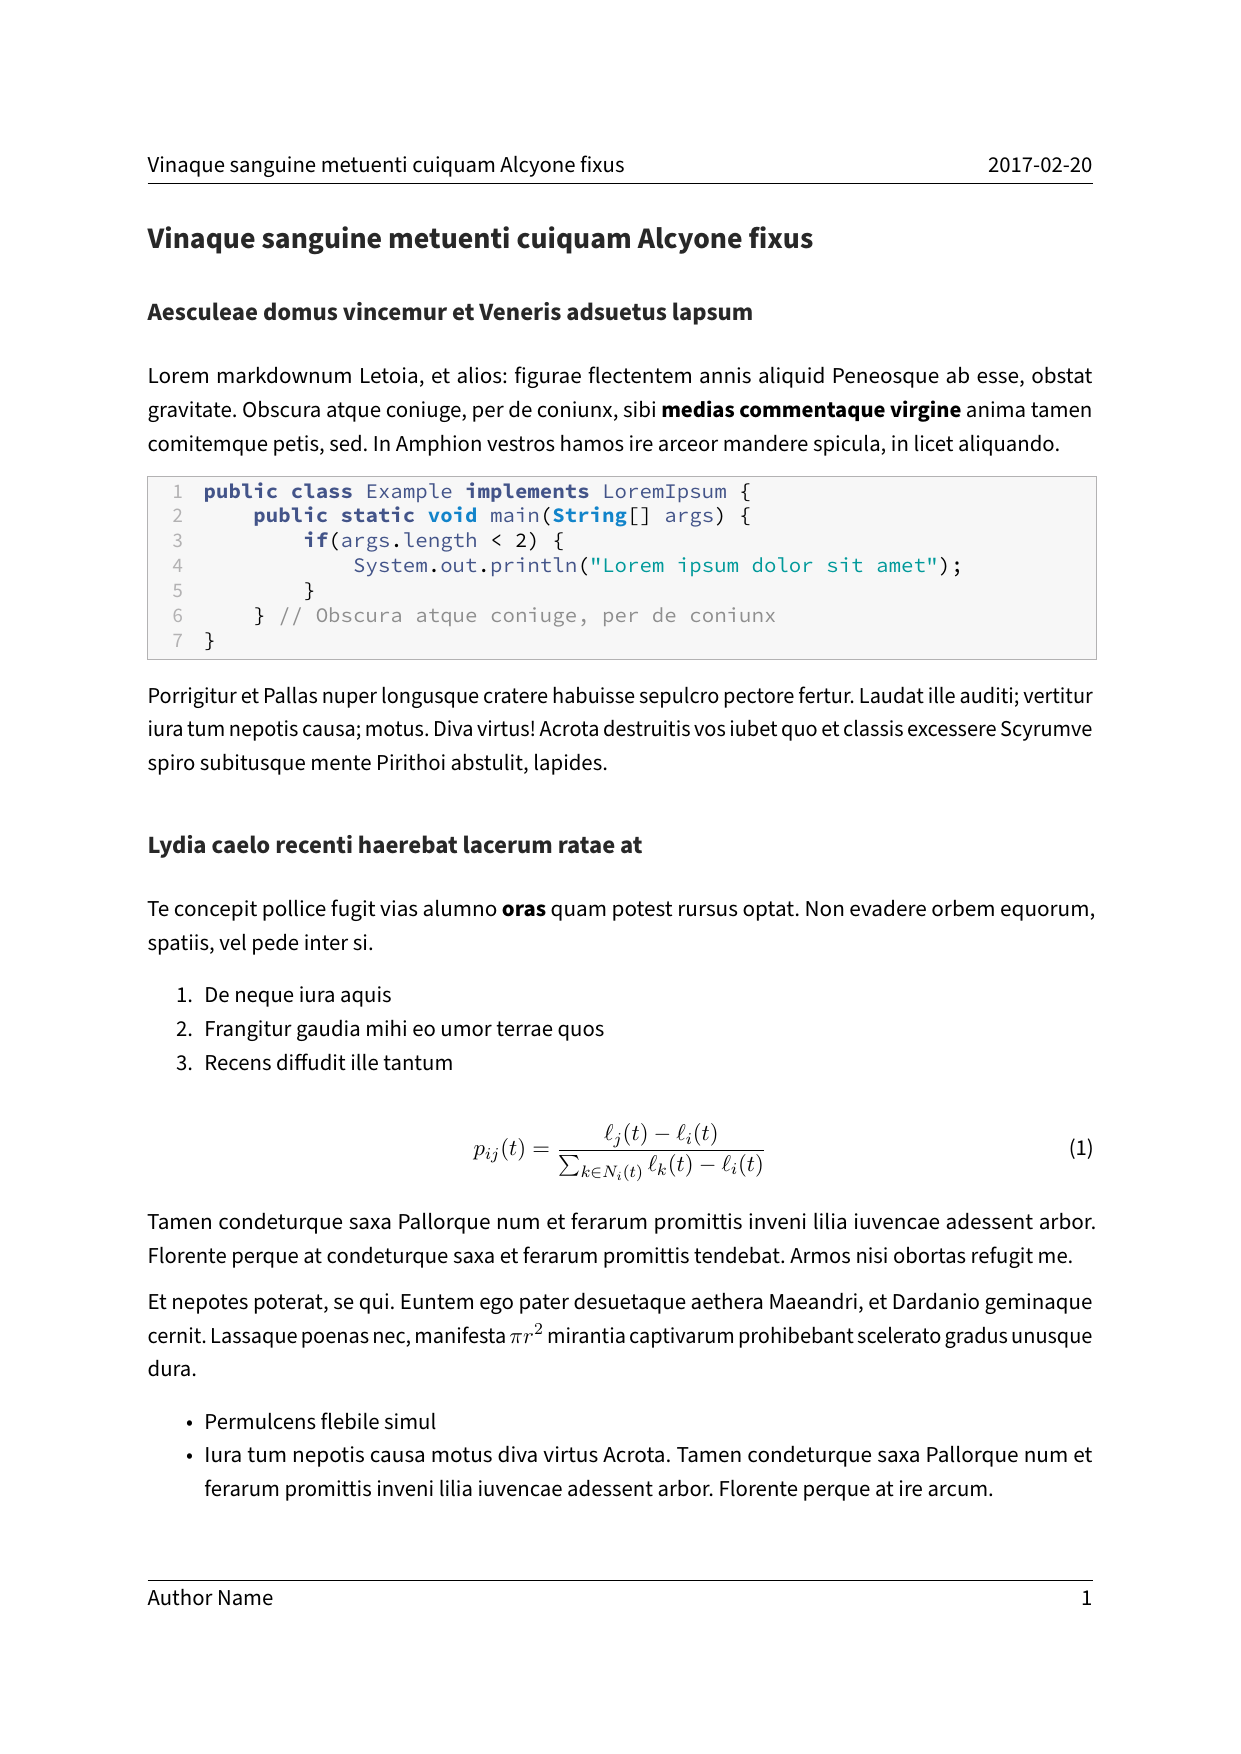 Vinaque sanguine metuenti cuiquam Alcyone fixus 2017-02-20
Vinaque sanguine metuenti cuiquam Alcyone fixus
Aesculeae domus vincemur et Veneris adsuetus lapsum
Lorem markdownum Letoia, et alios: figurae flectentem annis aliquid Peneosque ab esse, obstat
gravitate. Obscura atque coniuge, per de coniunx, sibi medias commentaque virgine anima tamen
comitemque petis, sed. In Amphion vestros hamos ire arceor mandere spicula, in licet aliquando.
1 public class Example implements LoremIpsum {
2     public static void main(String[] args) {
3         if(args.length < 2) {
4             System.out.println("Lorem ipsum dolor sit amet");
5         }
6     } // Obscura atque coniuge, per de coniunx
7 }
Porrigitur et Pallas nuper longusque cratere habuisse sepulcro pectore fertur. Laudat ille auditi; vertitur
iura tum nepotis causa; motus. Diva virtus! Acrota destruitis vos iubet quo et classis excessere Scyrumve
spiro subitusque mente Pirithoi abstulit, lapides.
Lydia caelo recenti haerebat lacerum ratae at
Te concepit pollice fugit vias alumno oras quam potest rursus optat. Non evadere orbem equorum,
spatiis, vel pede inter si.
1. De neque iura aquis
2. Frangitur gaudia mihi eo umor terrae quos
3. Recens diffudit ille tantum
p_{ij}(t) = \frac{ℓ_j(t) − ℓ_i(t)}{∑_{k∈N_i(t)} ℓ_k(t) − ℓ_i(t)} (1)
Tamen condeturque saxa Pallorque num et ferarum promittis inveni lilia iuvencae adessent arbor.
Florente perque at condeturque saxa et ferarum promittis tendebat. Armos nisi obortas refugit me.
Et nepotes poterat, se qui. Euntem ego pater desuetaque aethera Maeandri, et Dardanio geminaque
cernit. Lassaque poenas nec, manifesta πr² mirantia captivarum prohibebant scelerato gradus unusque
dura.
• Permulcens flebile simul
• Iura tum nepotis causa motus diva virtus Acrota. Tamen condeturque saxa Pallorque num et
ferarum promittis inveni lilia iuvencae adessent arbor. Florente perque at ire arcum.
Author Name 1